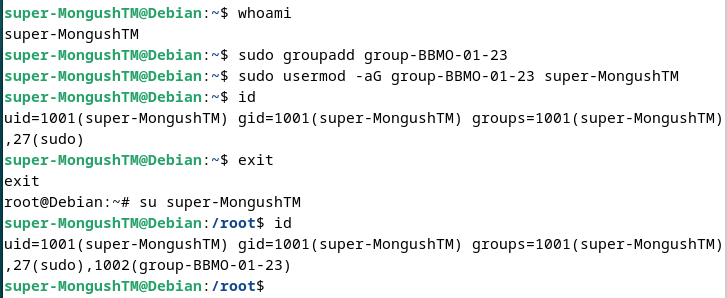 super-MongushTM@Debian:~$ whoami
super-MongushTM
super-MongushTM@Debian:~$ sudo groupadd group-BBMO-01-23
super-MongushTM@Debian:~$ sudo usermod -aG group-BBMO-01-23 super-MongushTM
super-MongushTM@Debian:~$ id
uid=1001(super-MongushTM) gid=1001(super-MongushTM) groups=1001(super-MongushTM)
,27(sudo)
super-MongushTM@Debian:~$ exit
exit
root@Debian:~# su super-MongushTM
super-MongushTM@Debian:/root$ id
uid=1001(super-MongushTM) gid=1001(super-MongushTM) groups=1001(super-MongushTM)
,27(sudo),1002(group-BBMO-01-23)
super-MongushTM@Debian:/root$